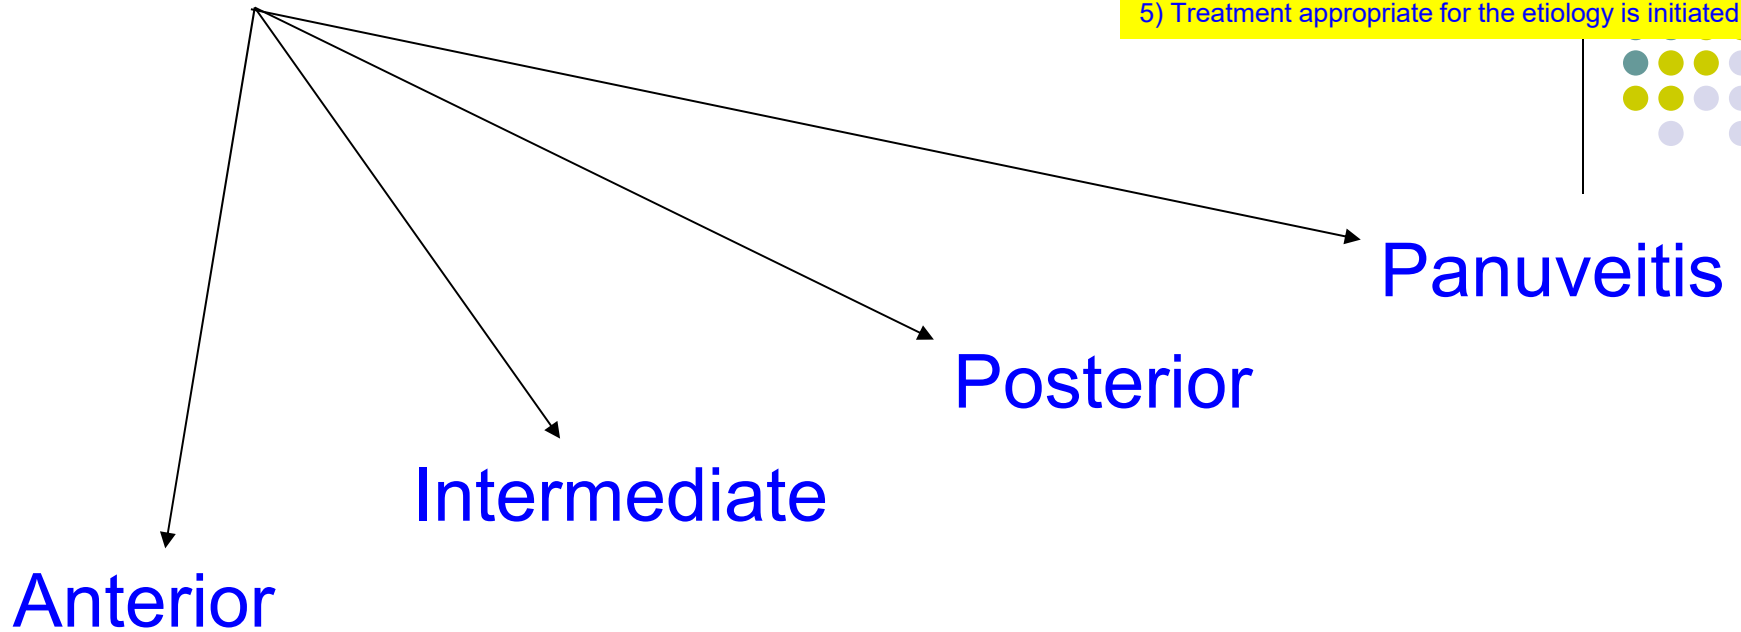 5) Treatment appropriate for the etiology is initiated
Panuveitis
Posterior
Intermediate
Anterior